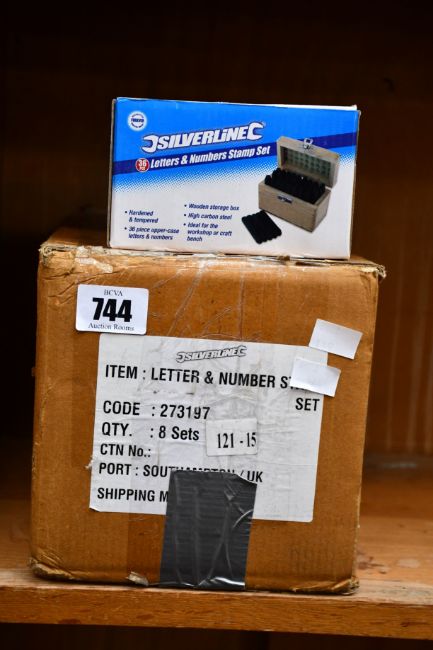 SILVERLINE
36 PCE
Letters & Numbers Stamp Set
• Hardened & tempered
• 36 piece upper-case letters & numbers
• Wooden storage box
• High carbon steel
• Ideal for the workshop or craft bench
BCVA
744
Auction Rooms
SILVERLINE
ITEM : LETTER & NUMBER
SET
CODE : 273197
QTY. : 8 Sets
121 - 15
CTN No.:
PORT : SOUTHAMPTON / UK
SHIPPING M